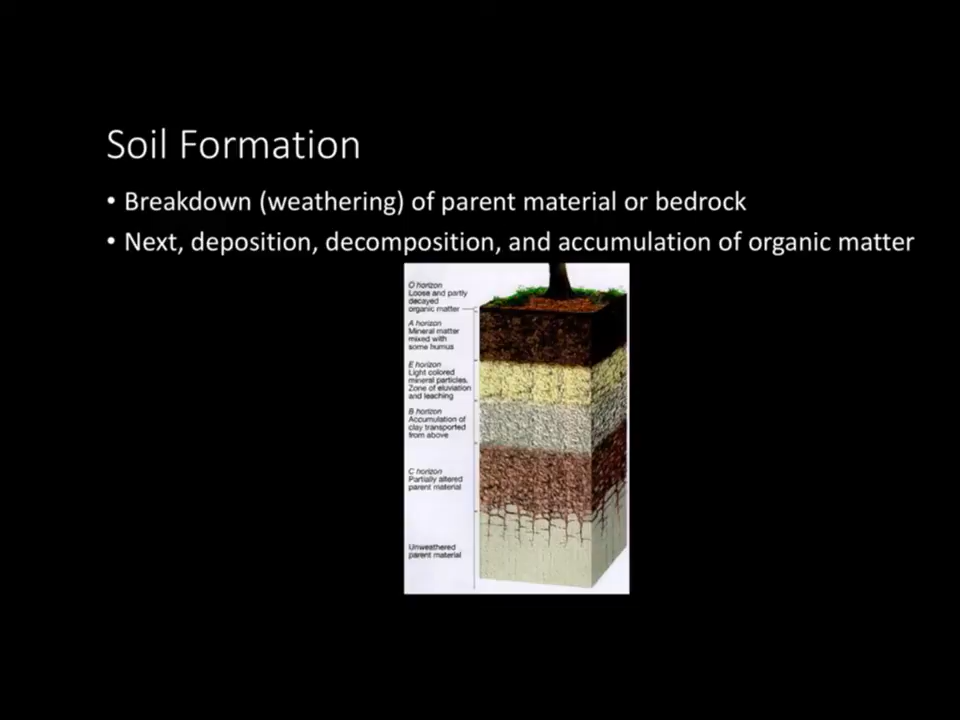 Soil Formation
• Breakdown (weathering) of parent material or bedrock
• Next, deposition, decomposition, and accumulation of organic matter
O horizon
Loose and partly
decayed
organic matter
A horizon
Mineral matter
mixed with
some humus
E horizon
Light colored
mineral particles.
Zone of eluviation
and leaching
B horizon
Accumulation of
clay transported
from above
C horizon
Partially altered
parent material
Unweathered
parent material